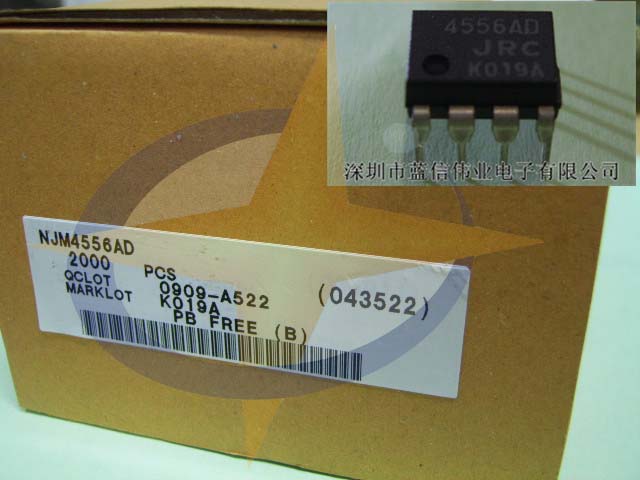 4556AD
JRC
K019A
深圳市蓝信伟业电子有限公司
NJM4556AD
2000 PCS
QCLOT 0909-A522 (043522)
MARKLOT K019A
PB FREE (B)